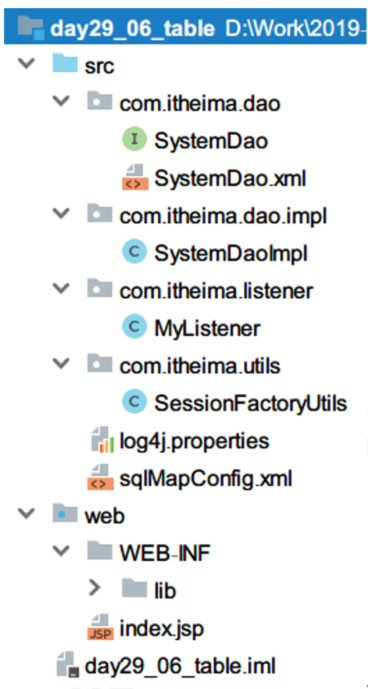 day29_06_table D:\Work\2019-
src
com.itheima.dao
I SystemDao
<> SystemDao.xml
com.itheima.dao.impl
C SystemDaoImpl
com.itheima.listener
C MyListener
com.itheima.utils
C SessionFactoryUtils
log4j.properties
<> sqlMapConfig.xml
web
WEB-INF
lib
JSP index.jsp
day29_06_table.iml